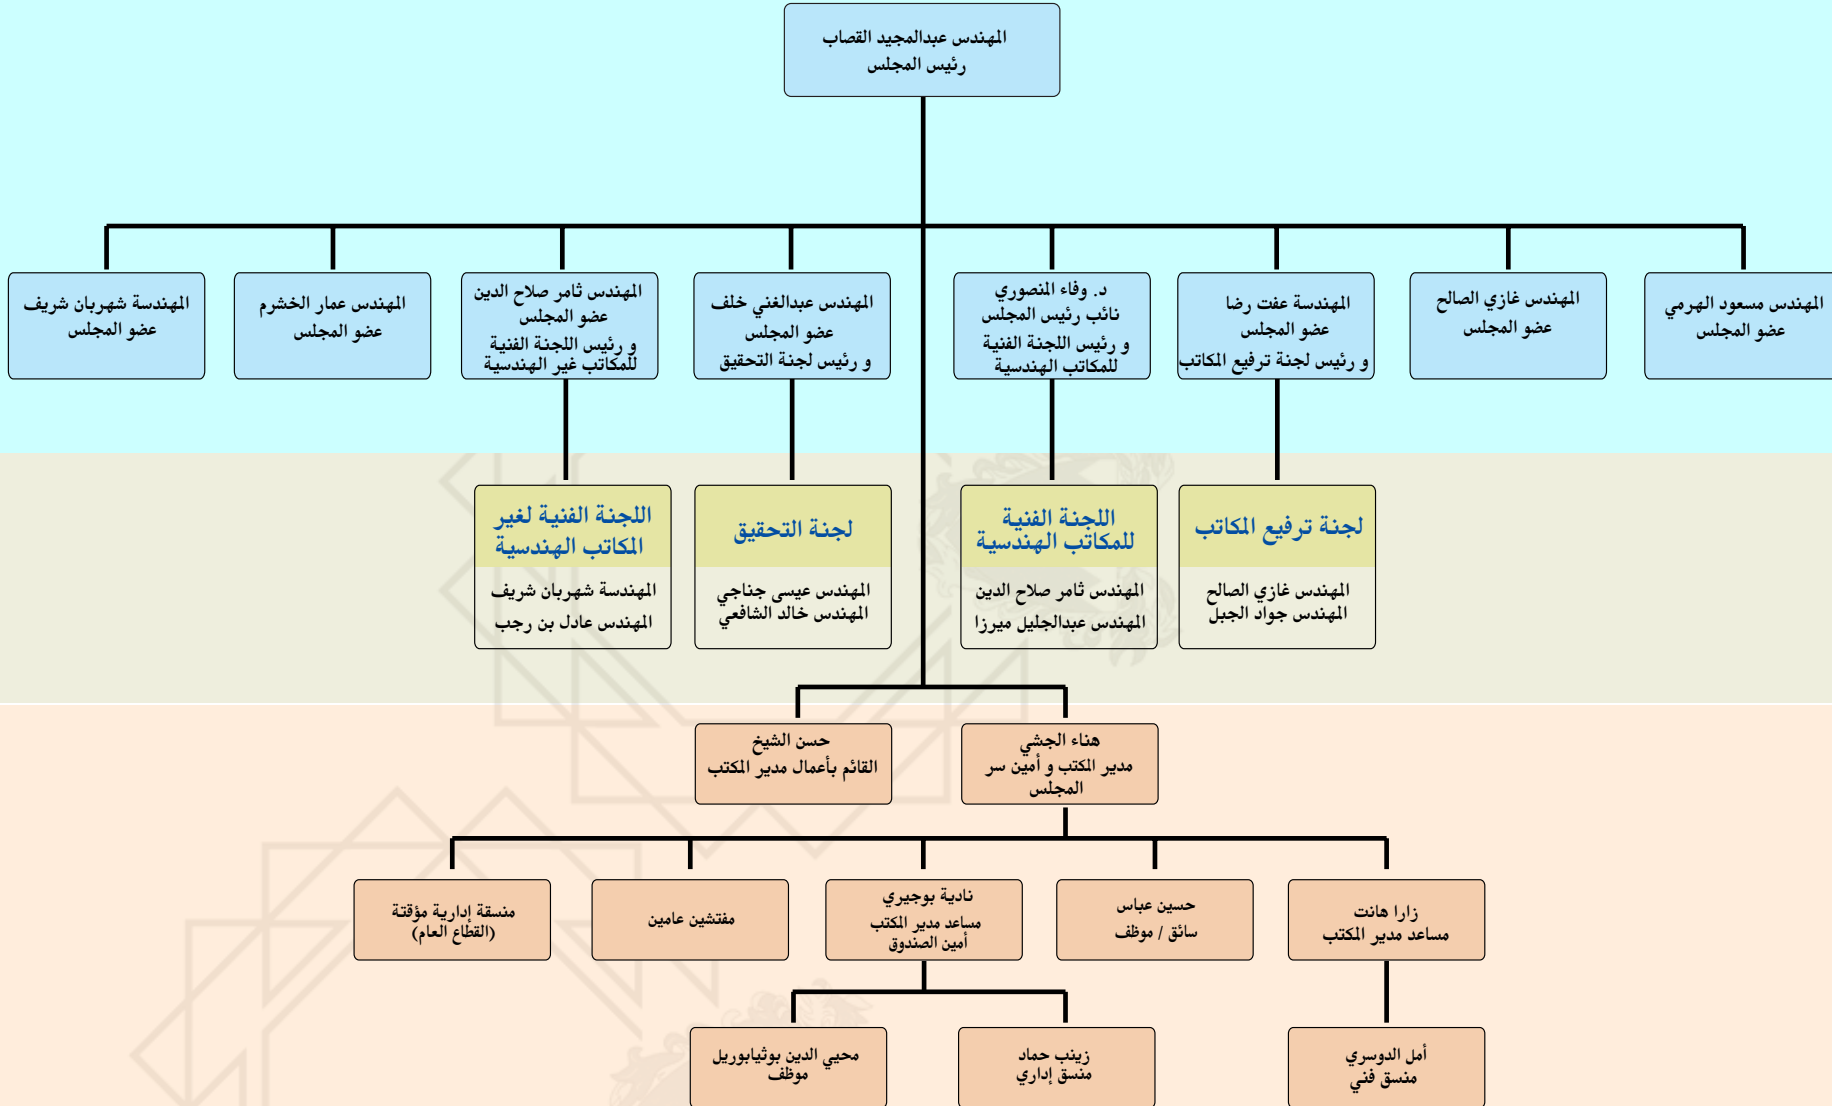 المهندس عبدالمجيد القصاب
رئيس المجلس
المهندس مسعود الهرمي
عضو المجلس
المهندس غازي الصالح
عضو المجلس
المهندسة عفت رضا
عضو المجلس
و رئيس لجنة ترفيع المكاتب
د. وفاء المنصوري
نائب رئيس المجلس
و رئيس اللجنة الفنية
للمكاتب الهندسية
المهندس عبدالغني خلف
عضو المجلس
و رئيس لجنة التحقيق
المهندس ثامر صلاح الدين
عضو المجلس
و رئيس اللجنة الفنية
للمكاتب غير الهندسية
المهندس عمار الخشرم
عضو المجلس
المهندسة شهربان شريف
عضو المجلس
لجنة ترفيع المكاتب
المهندس غازي الصالح
المهندس جواد الجبل
اللجنة الفنية
للمكاتب الهندسية
المهندس ثامر صلاح الدين
المهندس عبدالجليل ميرزا
لجنة التحقيق
المهندس عيسى جناجي
المهندس خالد الشافعي
اللجنة الفنية لغير
المكاتب الهندسية
المهندسة شهربان شريف
المهندس عادل بن رجب
هناء الجشي
مدير المكتب و أمين سر
المجلس
حسن الشيخ
القائم بأعمال مدير المكتب
زارا هانت
مساعد مدير المكتب
حسين عباس
سائق / موظف
نادية بوجيري
مساعد مدير المكتب
أمين الصندوق
مفتشين عامين
منسقة إدارية مؤقتة
(القطاع العام)
أمل الدوسري
منسق فني
زينب حماد
منسق إداري
محيي الدين بوثيابوريل
موظف